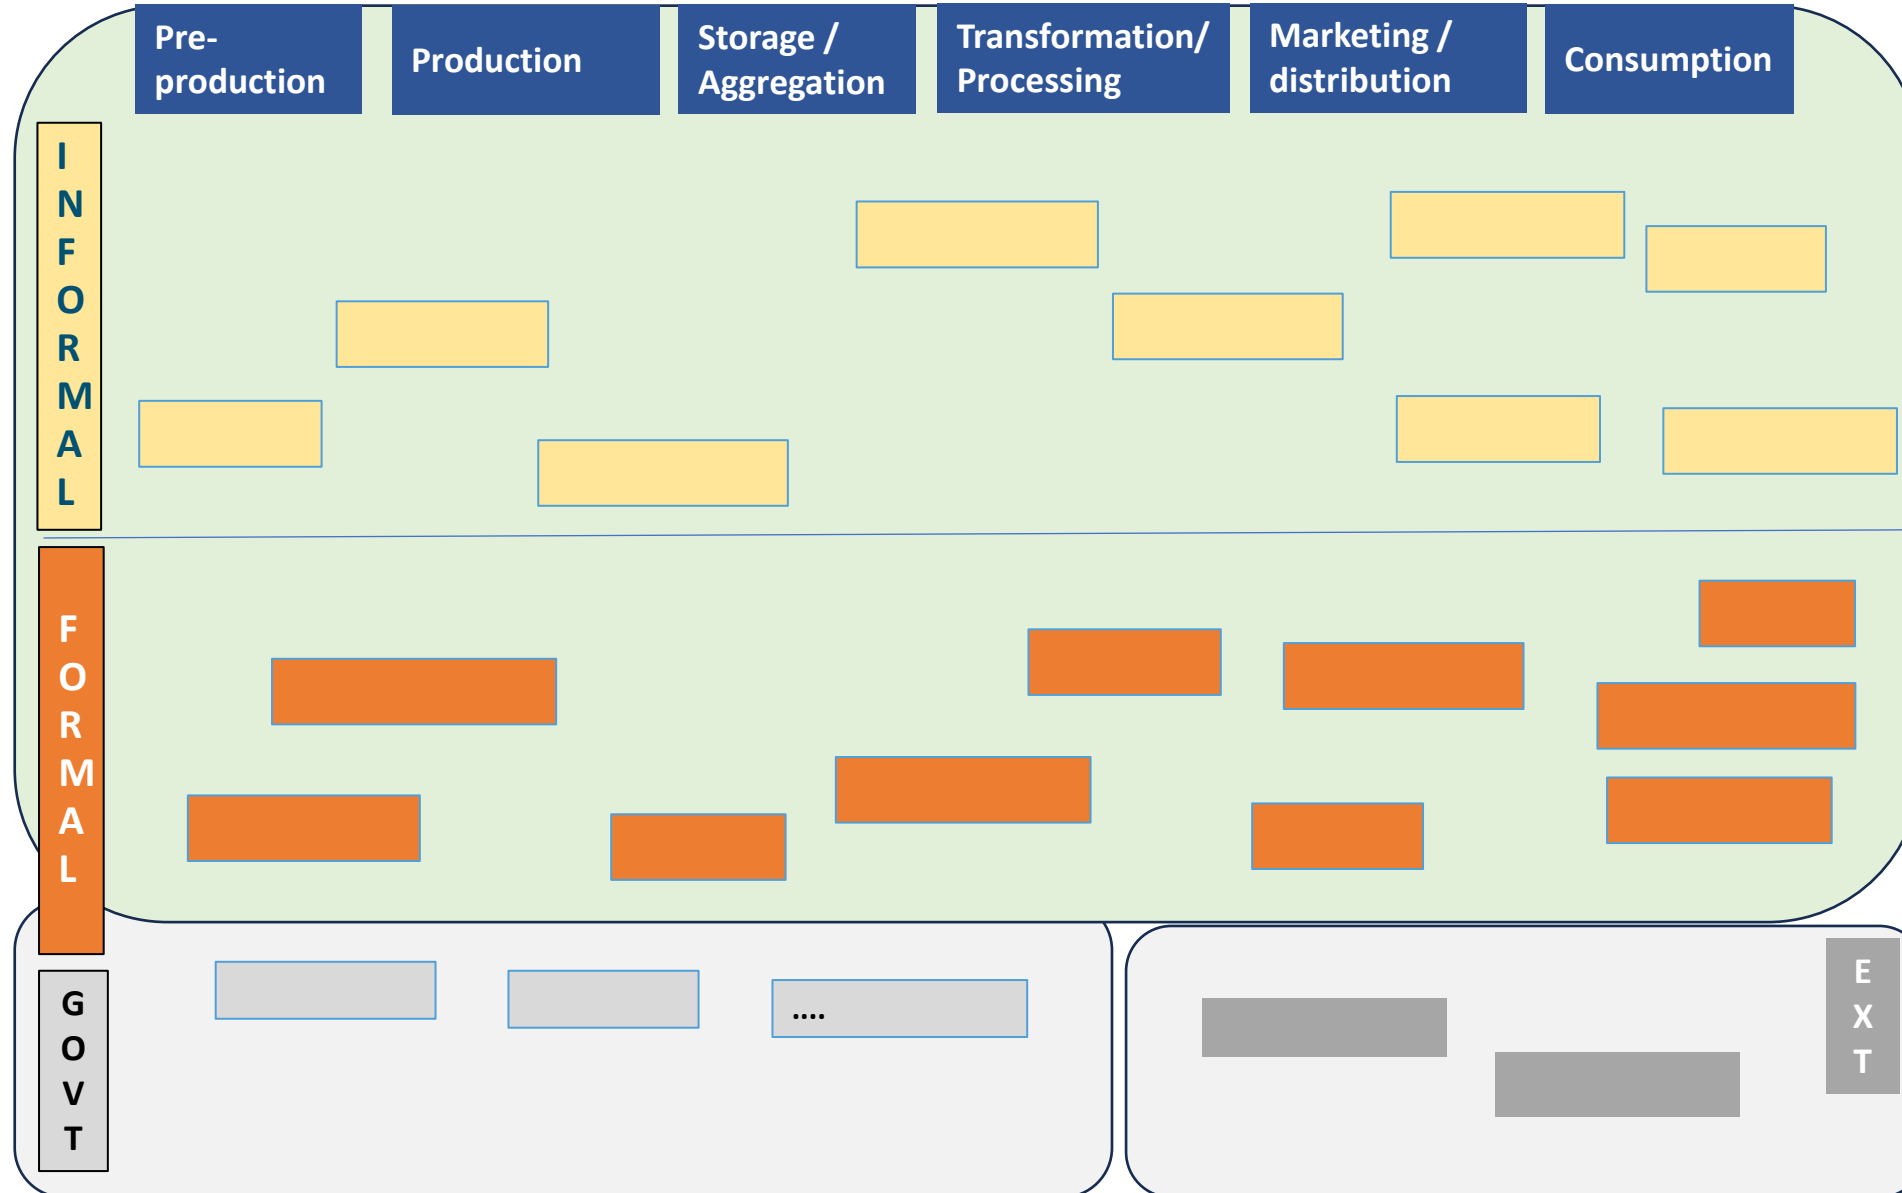 Pre-
production
Production
Storage /
Aggregation
Transformation/
Processing
Marketing /
distribution
Consumption
I
N
F
O
R
M
A
L
F
O
R
M
A
L
G
O
V
T
....
E
X
T